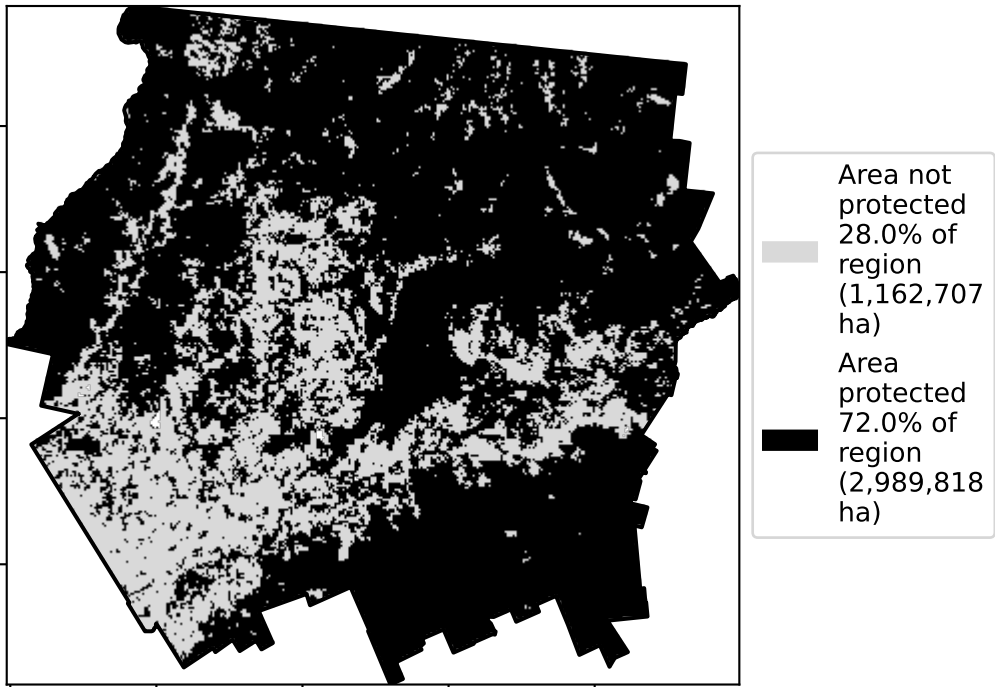 Area not
protected
28.0% of
region
(1,162,707
ha)
Area
protected
72.0% of
region
(2,989,818
ha)